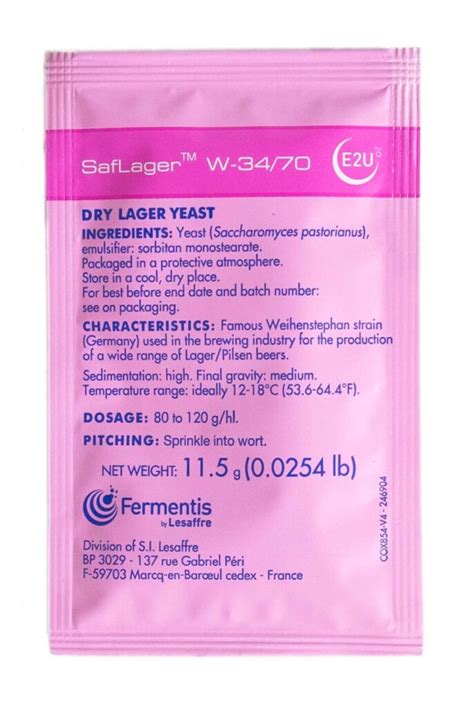 SafLager™ W-34/70
E2U
DRY LAGER YEAST
INGREDIENTS: Yeast (Saccharomyces pastorianus),
emulsifier: sorbitan monostearate.
Packaged in a protective atmosphere.
Store in a cool, dry place.
For best before end date and batch number:
see on packaging.
CHARACTERISTICS: Famous Weihenstephan strain
(Germany) used in the brewing industry for the production
of a wide range of Lager/Pilsen beers.
Sedimentation: high. Final gravity: medium.
Temperature range: ideally 12-18°C (53.6-64.4°F).
DOSAGE: 80 to 120 g/hl.
PITCHING: Sprinkle into wort.
NET WEIGHT: 11.5 g (0.0254 lb)
Fermentis
by Lesaffre
Division of S.I. Lesaffre
BP 3029 - 137 rue Gabriel Péri
F-59703 Marcq-en-Barœul cedex - France
COX854-V4 - 246904